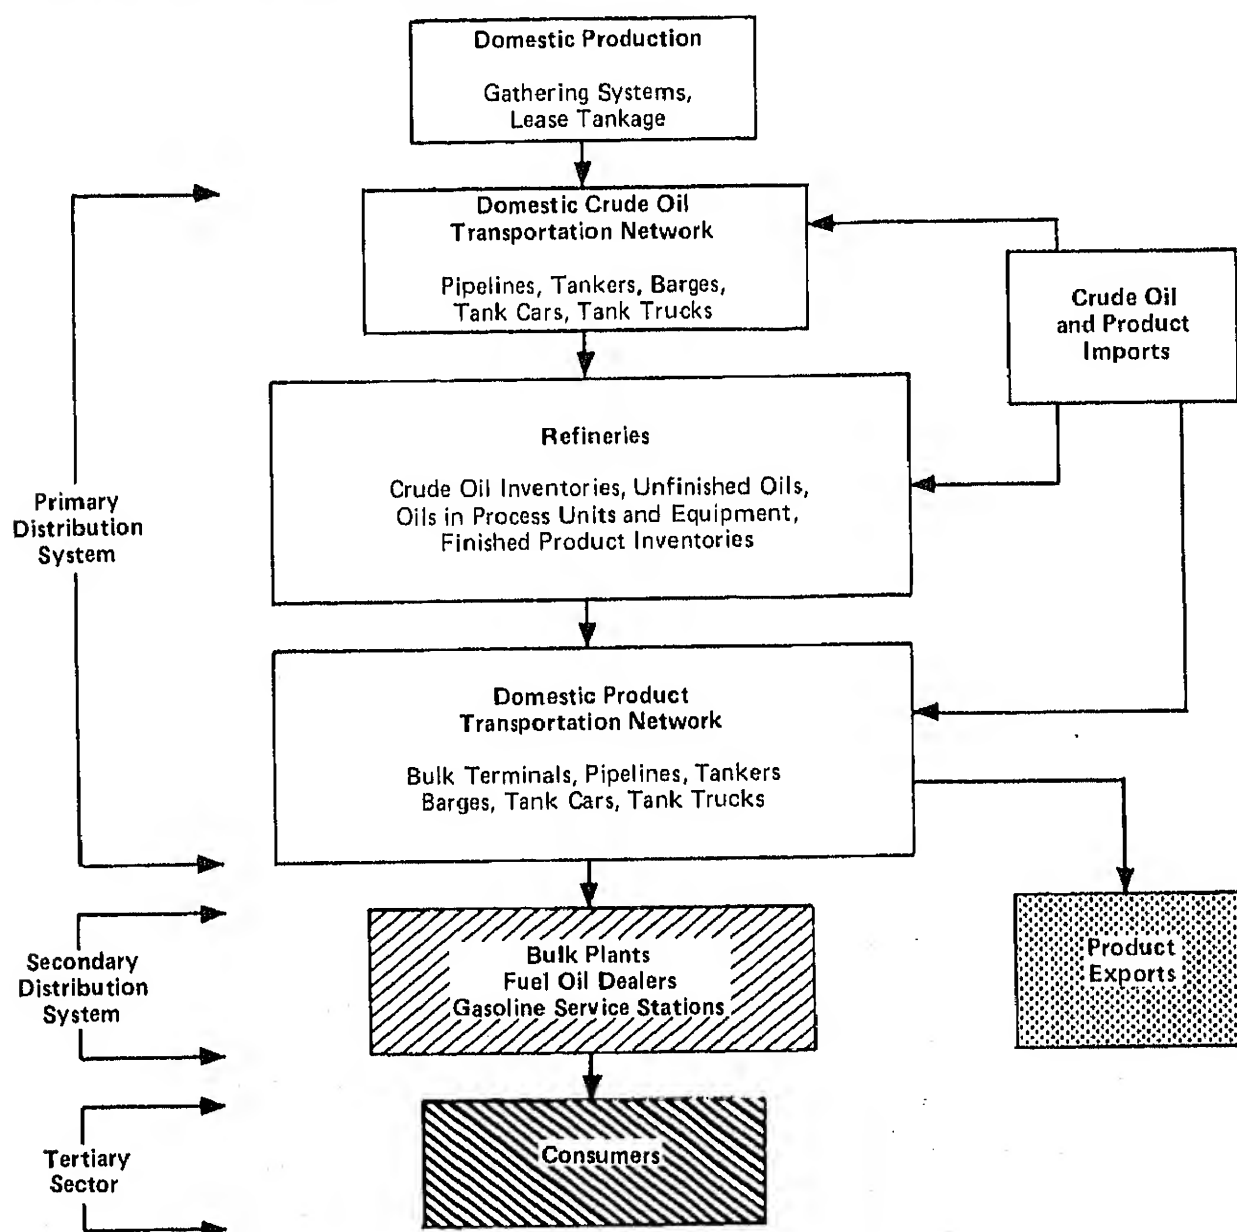 Domestic Production
Gathering Systems,
Lease Tankage
Domestic Crude Oil
Transportation Network
Pipelines, Tankers, Barges,
Tank Cars, Tank Trucks
Crude Oil
and Product
Imports
Refineries
Crude Oil Inventories, Unfinished Oils,
Oils in Process Units and Equipment,
Finished Product Inventories
Primary
Distribution
System
Domestic Product
Transportation Network
Bulk Terminals, Pipelines, Tankers
Barges, Tank Cars, Tank Trucks
Secondary
Distribution
System
Bulk Plants
Fuel Oil Dealers
Gasoline Service Stations
Product
Exports
Tertiary
Sector
Consumers